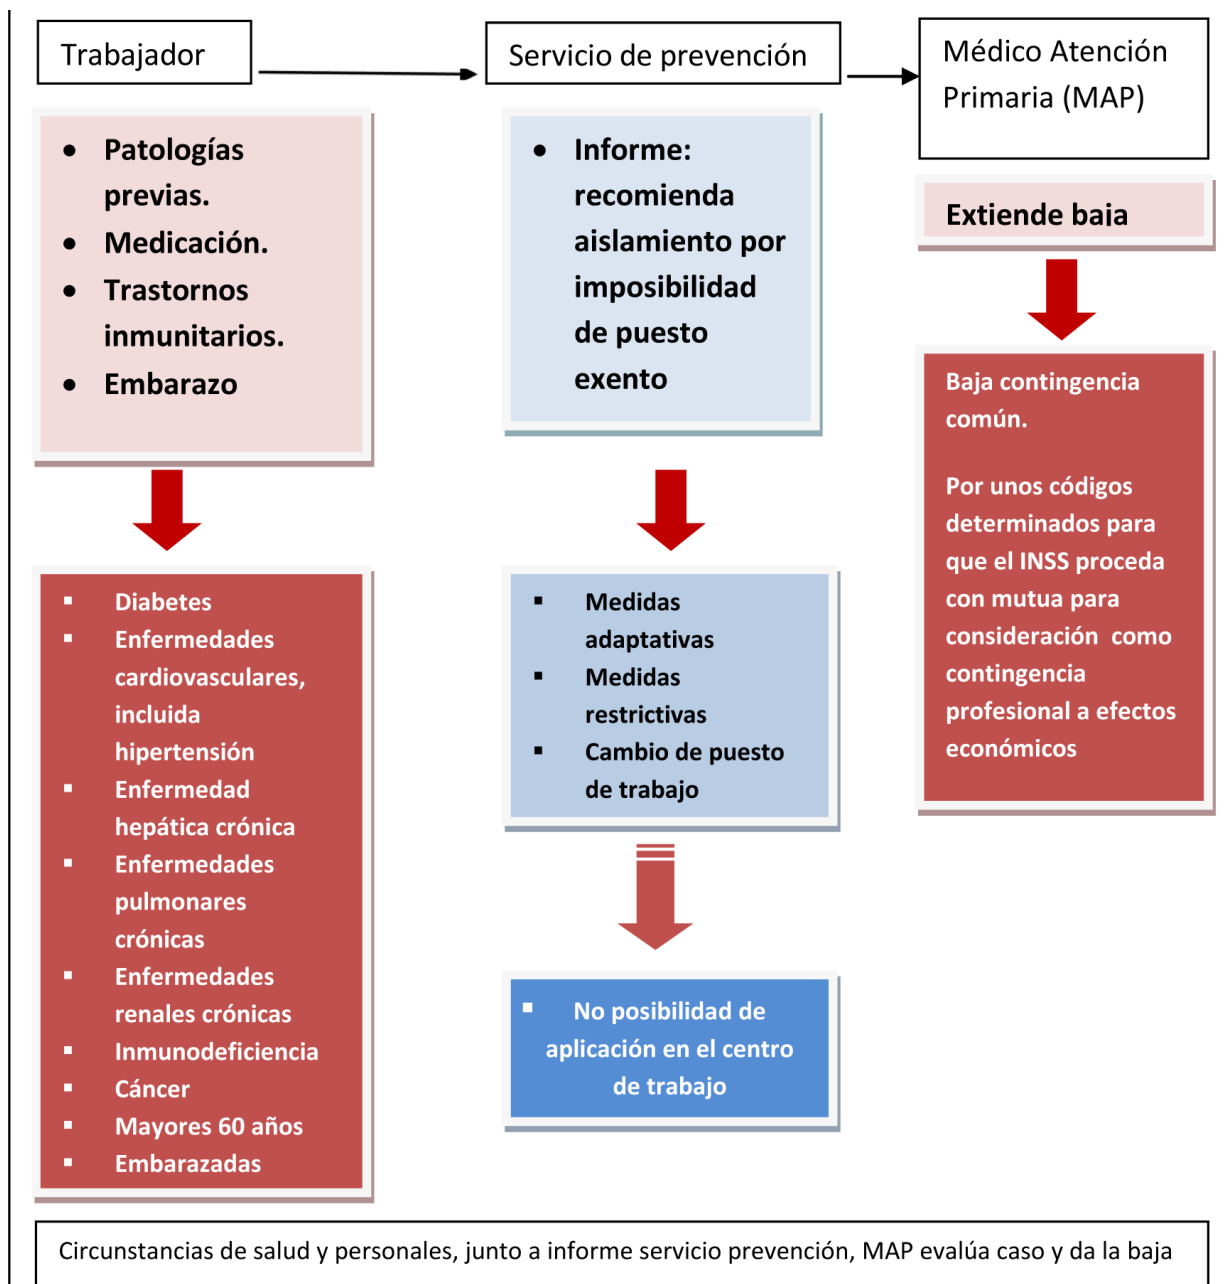 Trabajador
Servicio de prevención
Médico Atención
Primaria (MAP)
• Patologías
previas.
• Medicación.
• Trastornos
inmunitarios.
• Embarazo
• Informe:
recomienda
aislamiento por
imposibilidad
de puesto
exento
Extiende baja
Baja contingencia
común.
Por unos códigos
determinados para
que el INSS proceda
con mutua para
consideración como
contingencia
profesional a efectos
económicos
▪ Diabetes
▪ Enfermedades
cardiovasculares,
incluida
hipertensión
▪ Enfermedad
hepática crónica
▪ Enfermedades
pulmonares
crónicas
▪ Enfermedades
renales crónicas
▪ Inmunodeficiencia
▪ Cáncer
▪ Mayores 60 años
▪ Embarazadas
▪ Medidas
adaptativas
▪ Medidas
restrictivas
▪ Cambio de puesto
de trabajo
▪ No posibilidad de
aplicación en el centro
de trabajo
Circunstancias de salud y personales, junto a informe servicio prevención, MAP evalúa caso y da la baja